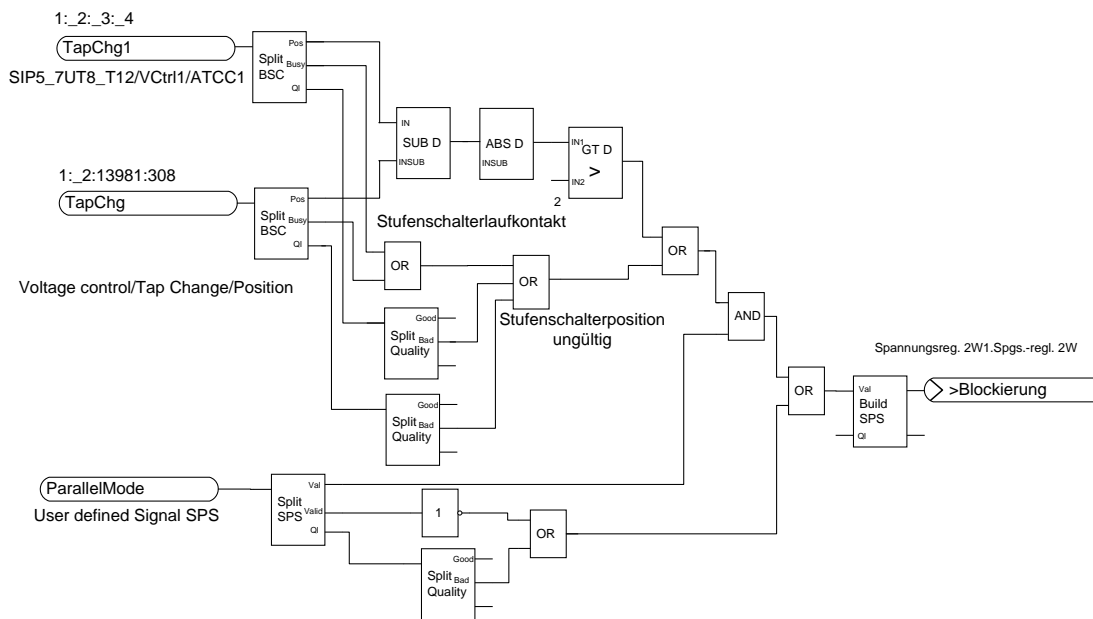 1:_2:_3:_4
TapChg1
SIP5_7UT8_T12/VCtrl1/ATCC1
Split
BSC
Pos
Busy
QI
IN
SUB D
INSUB
ABS D
INSUB
IN1
GT D
>
IN2
2
1:_2:13981:308
TapChg
Split
BSC
Pos
Busy
QI
Voltage control/Tap Change/Position
Stufenschalterlaufkontakt
OR
OR
OR
Stufenschalterposition
ungültig
Good
Split
Bad
Quality
Good
Split
Bad
Quality
AND
OR
Spannungsreg. 2W1.Spgs.-regl. 2W
Val
Build
SPS
QI
>Blockierung
ParallelMode
User defined Signal SPS
Val
Split
Valid
SPS
QI
1
OR
Good
Split
Bad
Quality